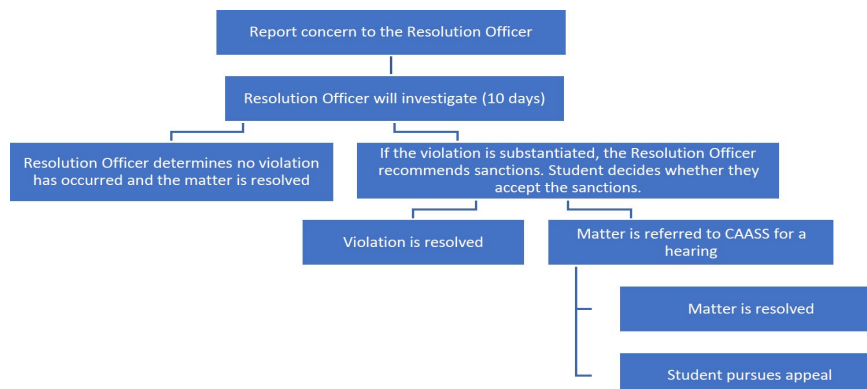 Report concern to the Resolution Officer
Resolution Officer will investigate (10 days)
Resolution Officer determines no violation
has occurred and the matter is resolved
If the violation is substantiated, the Resolution Officer
recommends sanctions. Student decides whether they
accept the sanctions.
Violation is resolved
Matter is referred to CAASS for a
hearing
Matter is resolved
Student pursues appeal